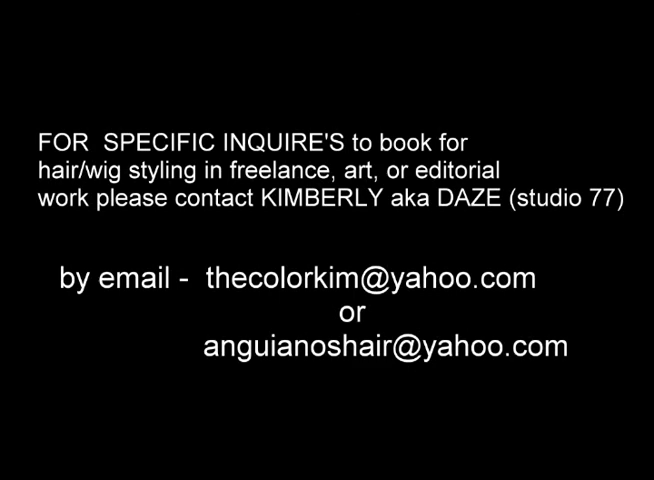 FOR  SPECIFIC INQUIRE'S to book for
hair/wig styling in freelance, art, or editorial
work please contact KIMBERLY aka DAZE (studio 77)
by email -  thecolorkim@yahoo.com
or
anguianoshair@yahoo.com